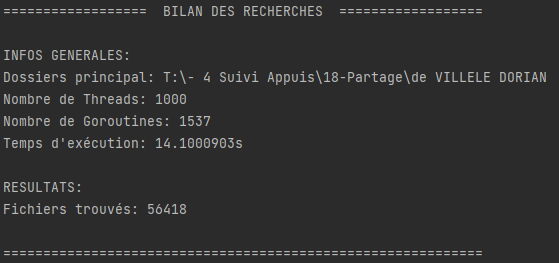 ==================  BILAN DES RECHERCHES  ==================
INFOS GENERALES:
Dossiers principal: T:\- 4 Suivi Appuis\18-Partage\de VILLELE DORIAN
Nombre de Threads: 1000
Nombre de Goroutines: 1537
Temps d'exécution: 14.1000903s
RESULTATS:
Fichiers trouvés: 56418
============================================================